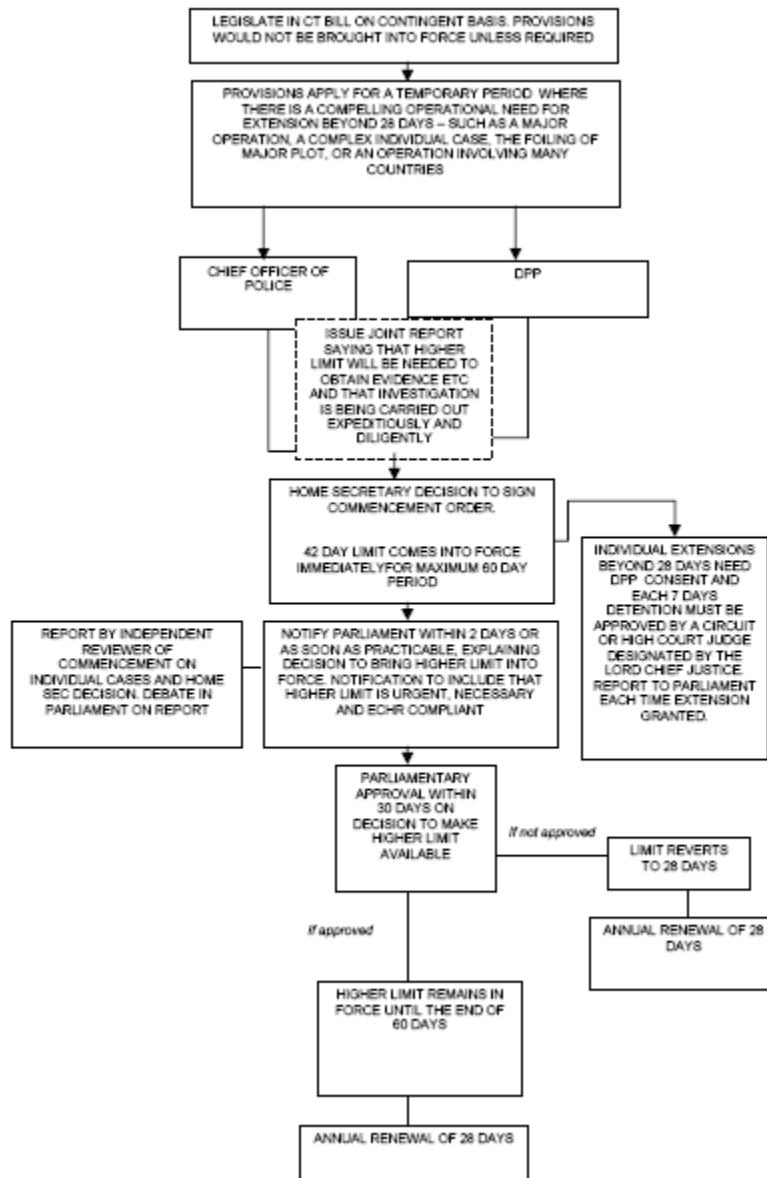 LEGISLATE IN CT BILL ON CONTINGENT BASIS. PROVISIONS
WOULD NOT BE BROUGHT INTO FORCE UNLESS REQUIRED
PROVISIONS APPLY FOR A TEMPORARY PERIOD WHERE
THERE IS A COMPELLING OPERATIONAL NEED FOR
EXTENSION BEYOND 28 DAYS – SUCH AS A MAJOR
OPERATION, A COMPLEX INDIVIDUAL CASE, THE FOILING OF
MAJOR PLOT, OR AN OPERATION INVOLVING MANY
COUNTRIES
CHIEF OFFICER OF
POLICE
DPP
ISSUE JOINT REPORT
SAYING THAT HIGHER
LIMIT WILL BE NEEDED TO
OBTAIN EVIDENCE ETC
AND THAT INVESTIGATION
IS BEING CARRIED OUT
EXPEDITIOUSLY AND
DILIGENTLY
HOME SECRETARY DECISION TO SIGN
COMMENCEMENT ORDER.
42 DAY LIMIT COMES INTO FORCE
IMMEDIATELYFOR MAXIMUM 60 DAY
PERIOD
INDIVIDUAL EXTENSIONS
BEYOND 28 DAYS NEED
DPP CONSENT AND
EACH 7 DAYS
DETENTION MUST BE
APPROVED BY A CIRCUIT
OR HIGH COURT JUDGE
DESIGNATED BY THE
LORD CHIEF JUSTICE.
REPORT TO PARLIAMENT
EACH TIME EXTENSION
GRANTED.
REPORT BY INDEPENDENT
REVIEWER OF
COMMENCEMENT ON
INDIVIDUAL CASES AND HOME
SEC DECISION. DEBATE IN
PARLIAMENT ON REPORT
NOTIFY PARLIAMENT WITHIN 2 DAYS OR
AS SOON AS PRACTICABLE, EXPLAINING
DECISION TO BRING HIGHER LIMIT INTO
FORCE. NOTIFICATION TO INCLUDE THAT
HIGHER LIMIT IS URGENT, NECESSARY
AND ECHR COMPLIANT
PARLIAMENTARY
APPROVAL WITHIN
30 DAYS ON
DECISION TO MAKE
HIGHER LIMIT
AVAILABLE
If not approved
LIMIT REVERTS
TO 28 DAYS
ANNUAL RENEWAL OF 28
DAYS
If approved
HIGHER LIMIT REMAINS IN
FORCE UNTIL THE END OF
60 DAYS
ANNUAL RENEWAL OF 28 DAYS